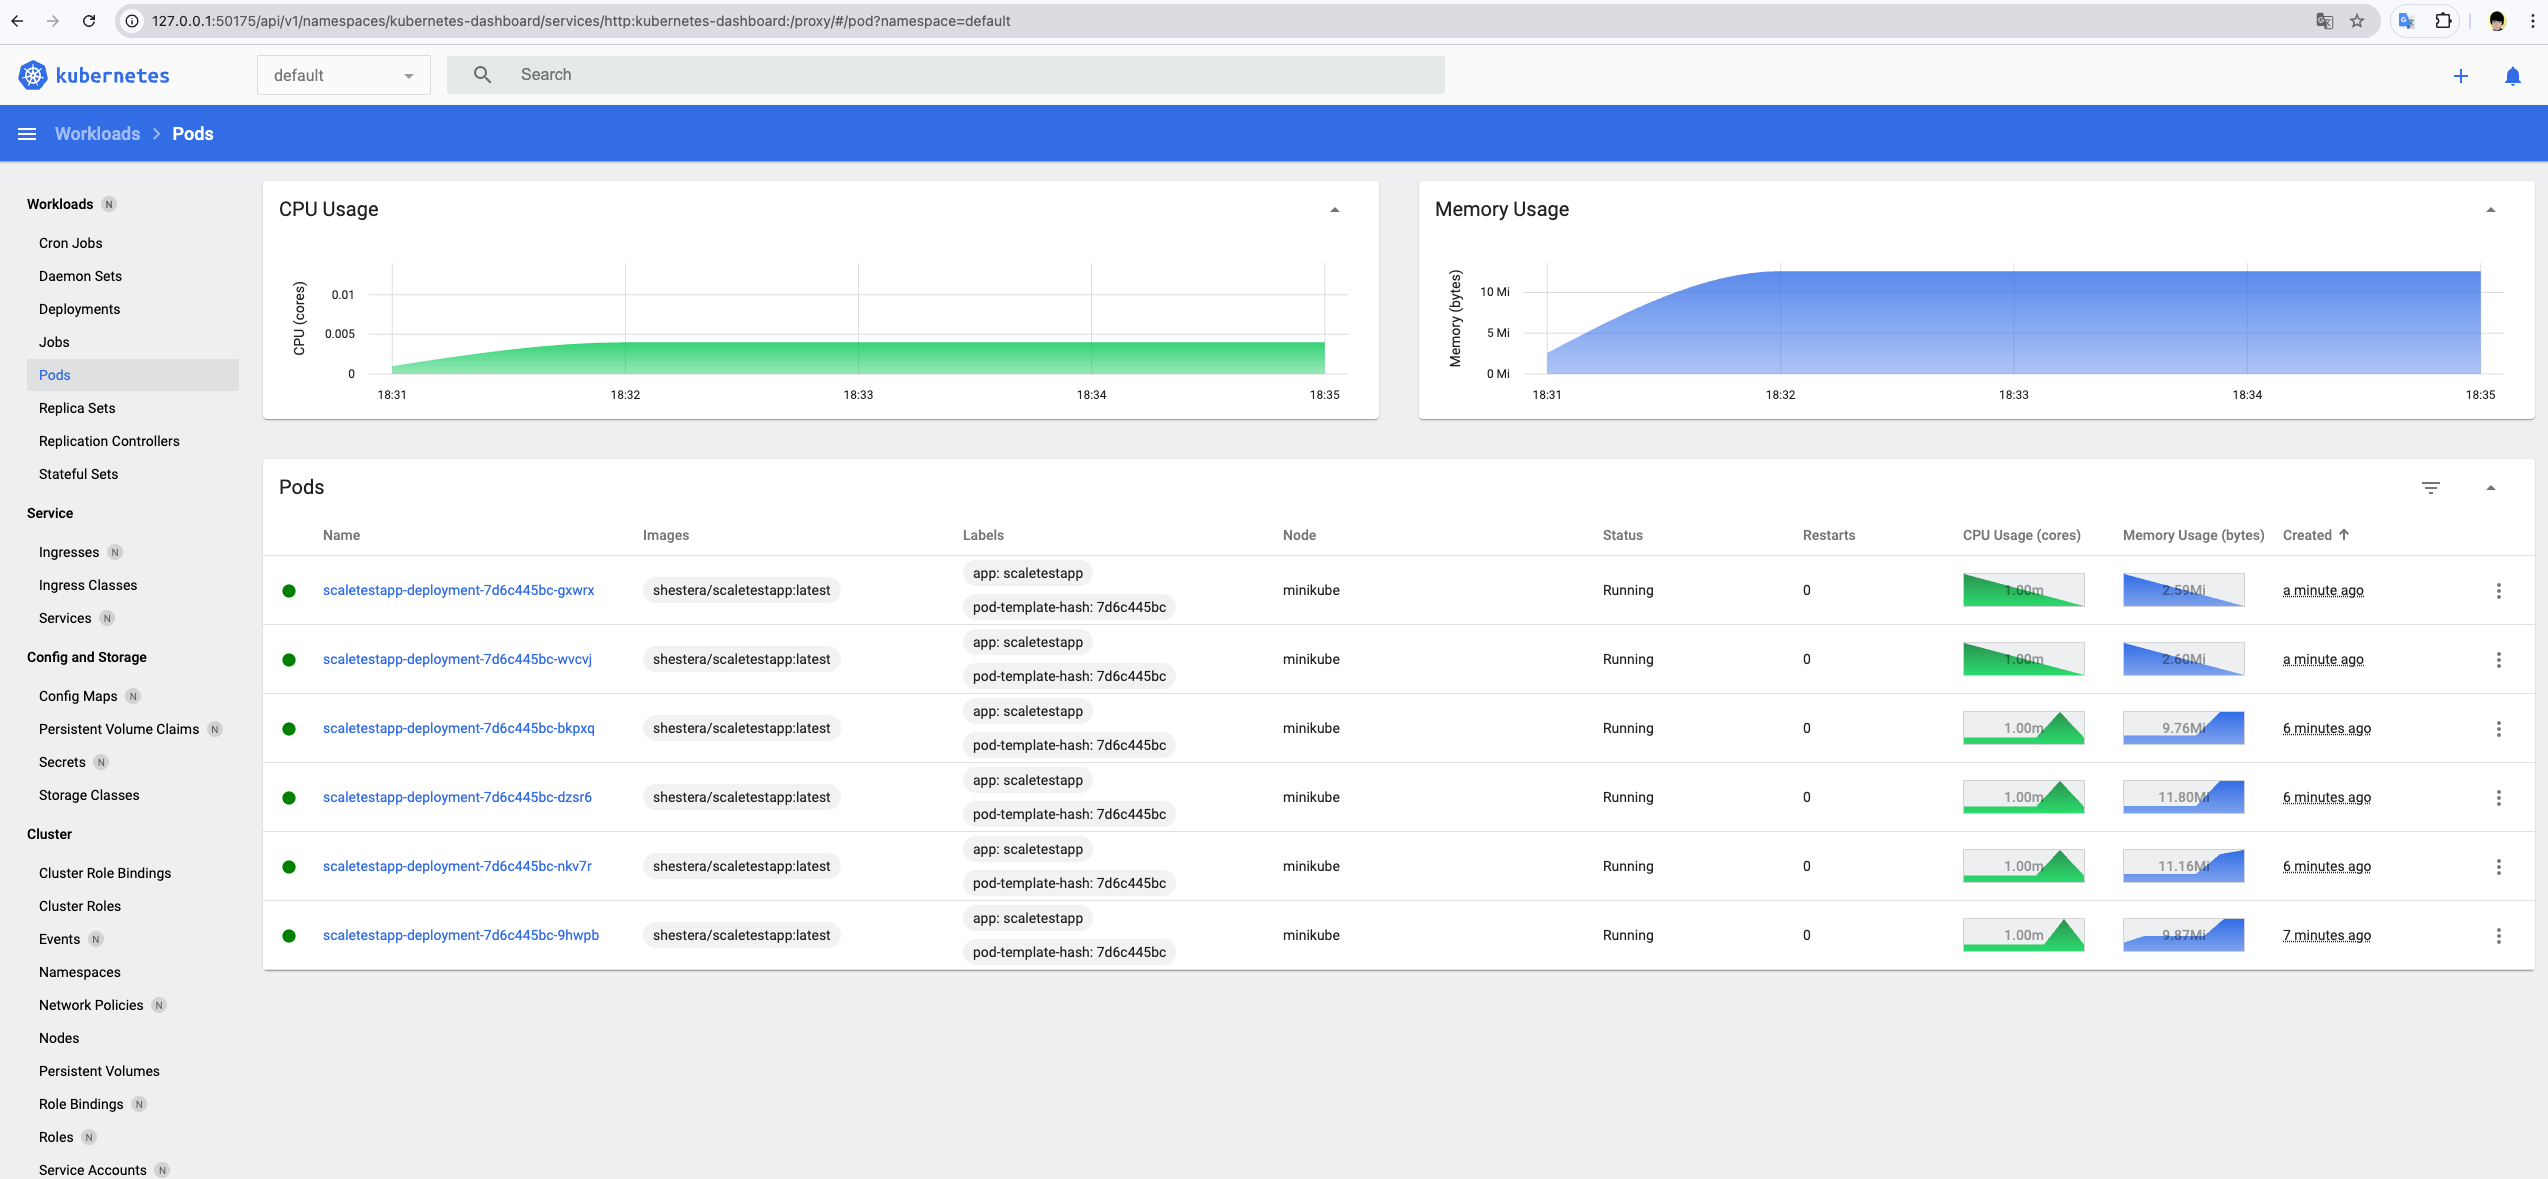 127.0.0.1:50175/api/v1/namespaces/kubernetes-dashboard/services/http:kubernetes-dashboard:/proxy/#/pod?namespace=default
kubernetes
default
Search
Workloads > Pods
Workloads N
Cron Jobs
Daemon Sets
Deployments
Jobs
Pods
Replica Sets
Replication Controllers
Stateful Sets
Service
Ingresses N
Ingress Classes
Services N
Config and Storage
Config Maps N
Persistent Volume Claims N
Secrets N
Storage Classes
Cluster
Cluster Role Bindings
Cluster Roles
Events N
Namespaces
Network Policies N
Nodes
Persistent Volumes
Role Bindings N
Roles N
Service Accounts N
CPU Usage
CPU (cores)
0.01
0.005
0
18:31 18:32 18:33 18:34 18:35
Memory Usage
Memory (bytes)
10 Mi
5 Mi
0 Mi
18:31 18:32 18:33 18:34 18:35
Pods
Name Images Labels Node Status Restarts CPU Usage (cores) Memory Usage (bytes) Created
app: scaletestapp
scaletestapp-deployment-7d6c445bc-gxwrx shestera/scaletestapp:latest minikube Running 0 1.00m 2.59Mi a minute ago
pod-template-hash: 7d6c445bc
app: scaletestapp
scaletestapp-deployment-7d6c445bc-wvcvj shestera/scaletestapp:latest minikube Running 0 1.00m 2.60Mi a minute ago
pod-template-hash: 7d6c445bc
app: scaletestapp
scaletestapp-deployment-7d6c445bc-bkpxq shestera/scaletestapp:latest minikube Running 0 1.00m 9.76Mi 6 minutes ago
pod-template-hash: 7d6c445bc
app: scaletestapp
scaletestapp-deployment-7d6c445bc-dzsr6 shestera/scaletestapp:latest minikube Running 0 1.00m 11.80Mi 6 minutes ago
pod-template-hash: 7d6c445bc
app: scaletestapp
scaletestapp-deployment-7d6c445bc-nkv7r shestera/scaletestapp:latest minikube Running 0 1.00m 11.16Mi 6 minutes ago
pod-template-hash: 7d6c445bc
app: scaletestapp
scaletestapp-deployment-7d6c445bc-9hwpb shestera/scaletestapp:latest minikube Running 0 1.00m 9.87Mi 7 minutes ago
pod-template-hash: 7d6c445bc